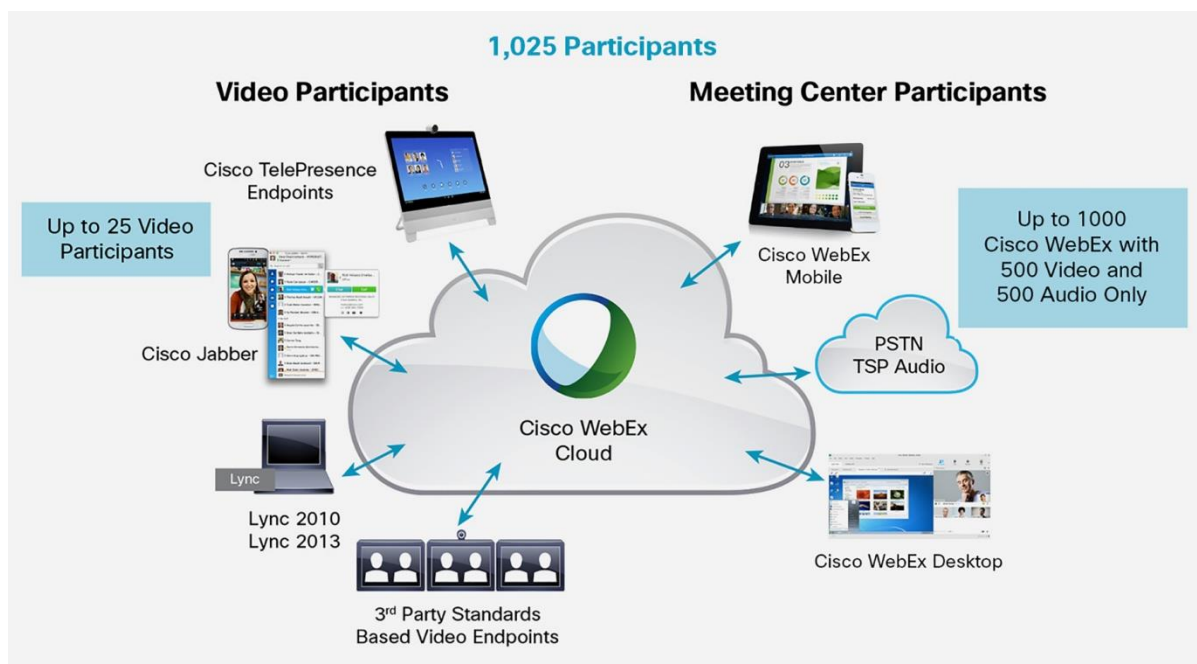 1,025 Participants
Video Participants
Meeting Center Participants
Cisco TelePresence
Endpoints
Up to 25 Video
Participants
Cisco Jabber
Lync
Lync 2010
Lync 2013
3rd Party Standards
Based Video Endpoints
Cisco WebEx
Cloud
03
Cisco WebEx
Mobile
Up to 1000
Cisco WebEx with
500 Video and
500 Audio Only
PSTN
TSP Audio
Cisco WebEx Desktop